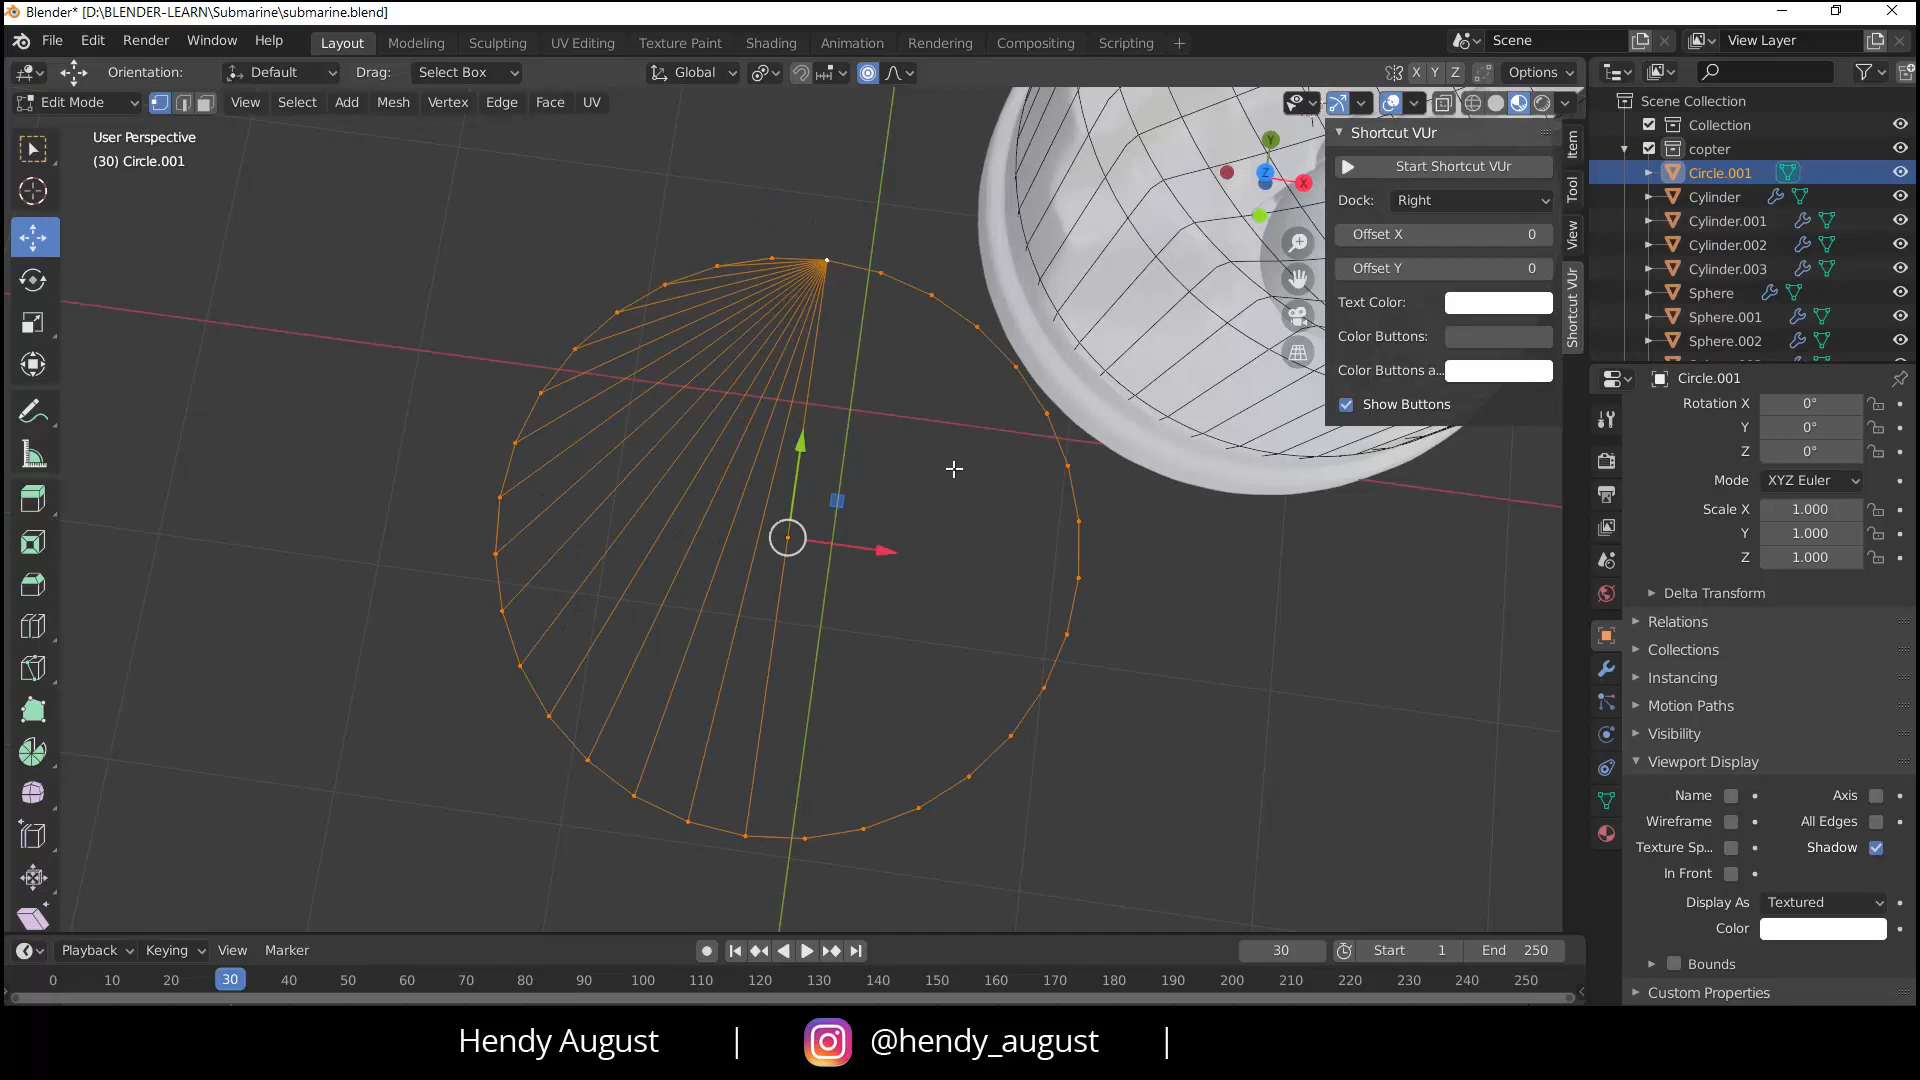 Blender* [D:\BLENDER-LEARN\Submarine\submarine.blend]
File Edit Render Window Help
Layout Modeling Sculpting UV Editing Texture Paint Shading Animation Rendering Compositing Scripting
Scene
View Layer
Orientation: Default Drag: Select Box
Global
X Y Z Options
Edit Mode View Select Add Mesh Vertex Edge Face UV
User Perspective
(30) Circle.001
Shortcut VUr
Start Shortcut VUr
Dock: Right
Offset X 0
Offset Y 0
Text Color:
Color Buttons:
Color Buttons a...
Show Buttons
Y
Z
X
Item
Tool
View
Shortcut VUr
Scene Collection
Collection
copter
Circle.001
Cylinder
Cylinder.001
Cylinder.002
Cylinder.003
Sphere
Sphere.001
Sphere.002
Circle.001
Rotation X 0°
Y 0°
Z 0°
Mode XYZ Euler
Scale X 1.000
Y 1.000
Z 1.000
Delta Transform
Relations
Collections
Instancing
Motion Paths
Visibility
Viewport Display
Name Axis
Wireframe All Edges
Texture Sp... Shadow
In Front
Display As Textured
Color
Bounds
Custom Properties
Playback Keying View Marker
30 Start 1 End 250
0 10 20 30 40 50 60 70 80 90 100 110 120 130 140 150 160 170 180 190 200 210 220 230 240 250
Hendy August | @hendy_august |